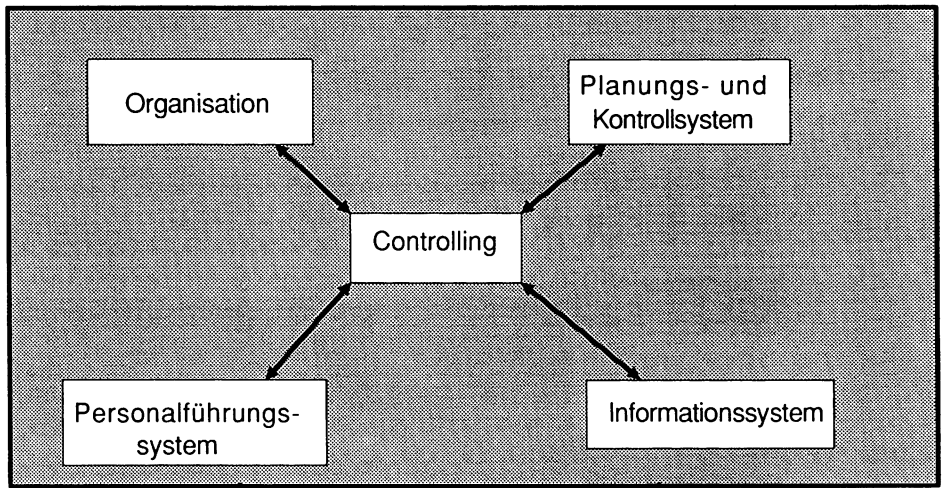 Organisation
Planungs- und
Kontrollsystem
Controlling
Personalführungs-
system
Informationssystem